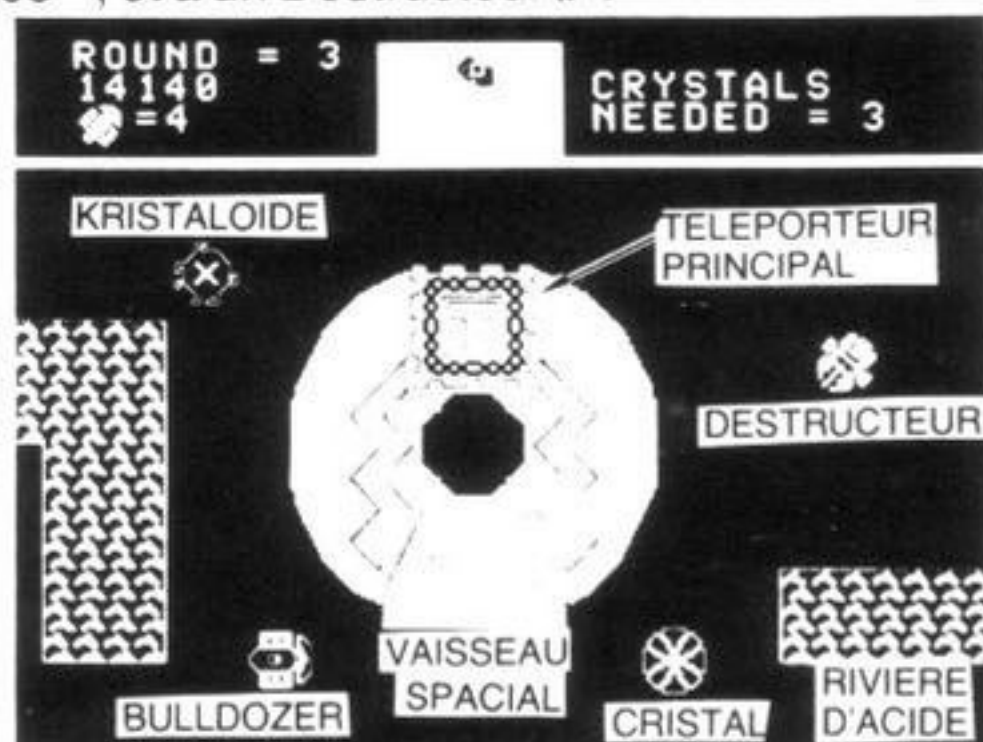 ROUND = 3
14140
=4
CRYSTALS
NEEDED = 3
KRISTALOIDE
TELEPORTEUR
PRINCIPAL
DESTRUCTEUR
VAISSEAU
SPACIAL
BULLDOZER
CRISTAL
RIVIERE
D'ACIDE